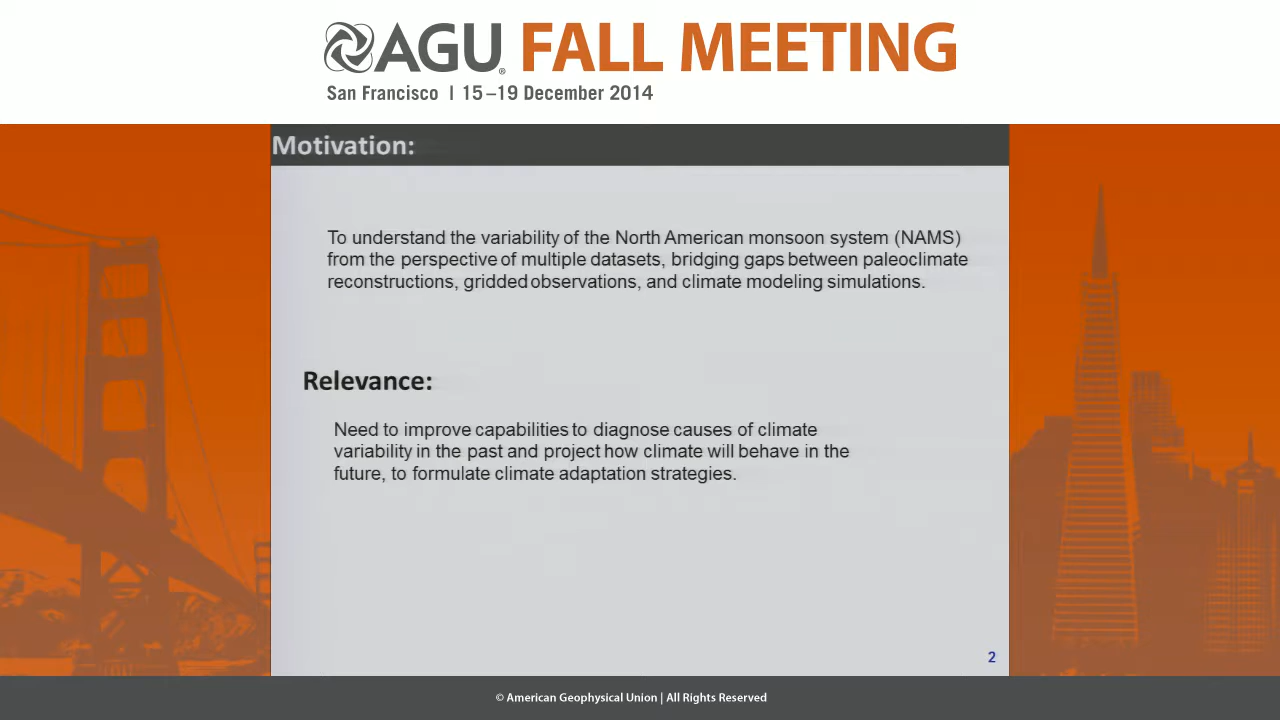 AGU® FALL MEETING
San Francisco | 15–19 December 2014
Motivation:
To understand the variability of the North American monsoon system (NAMS)
from the perspective of multiple datasets, bridging gaps between paleoclimate
reconstructions, gridded observations, and climate modeling simulations.
Relevance:
Need to improve capabilities to diagnose causes of climate
variability in the past and project how climate will behave in the
future, to formulate climate adaptation strategies.
2
© American Geophysical Union | All Rights Reserved